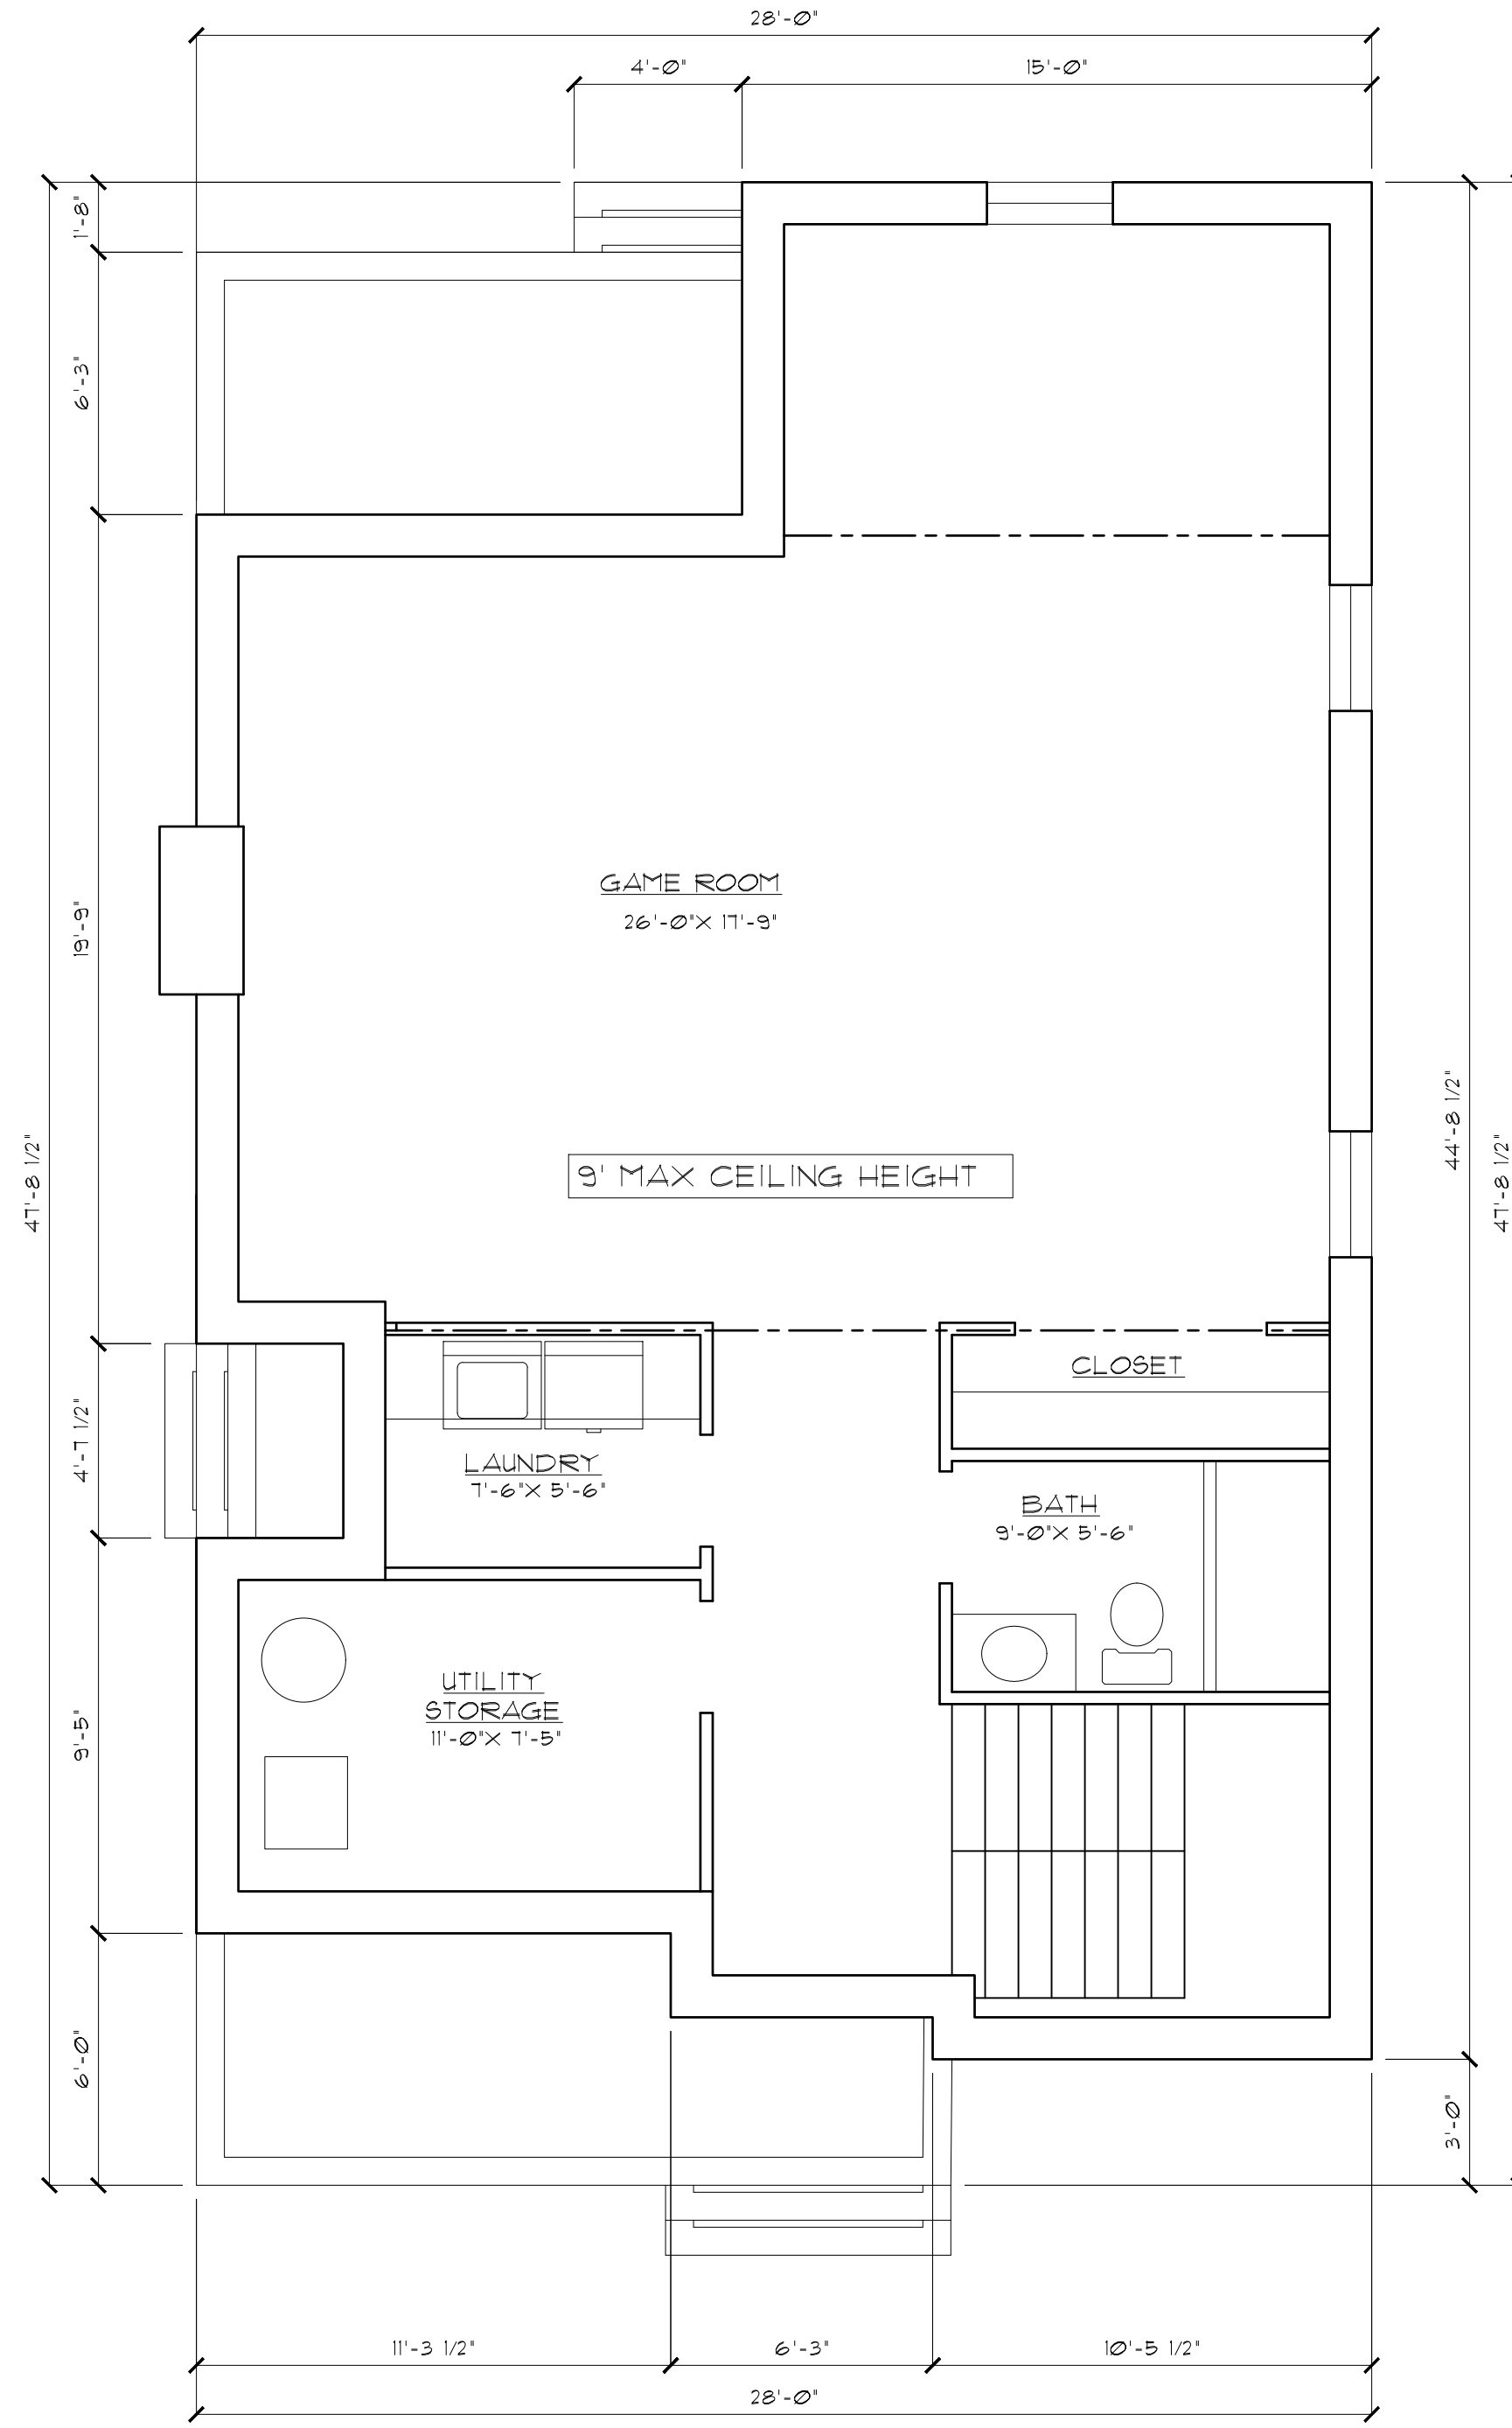 28'-0"
4'-0"
15'-0"
1'-8"
6'-3"
19'-9"
GAME ROOM
26'-0"X 17'-9"
47'-8 1/2"
44'-8 1/2"
47'-8 1/2"
9' MAX CEILING HEIGHT
CLOSET
4'-7 1/2"
LAUNDRY
7'-6"X 5'-6"
BATH
9'-0"X 5'-6"
UTILITY
STORAGE
11'-0"X 7'-5"
9'-5"
6'-0"
3'-0"
11'-3 1/2"
6'-3"
10'-5 1/2"
28'-0"